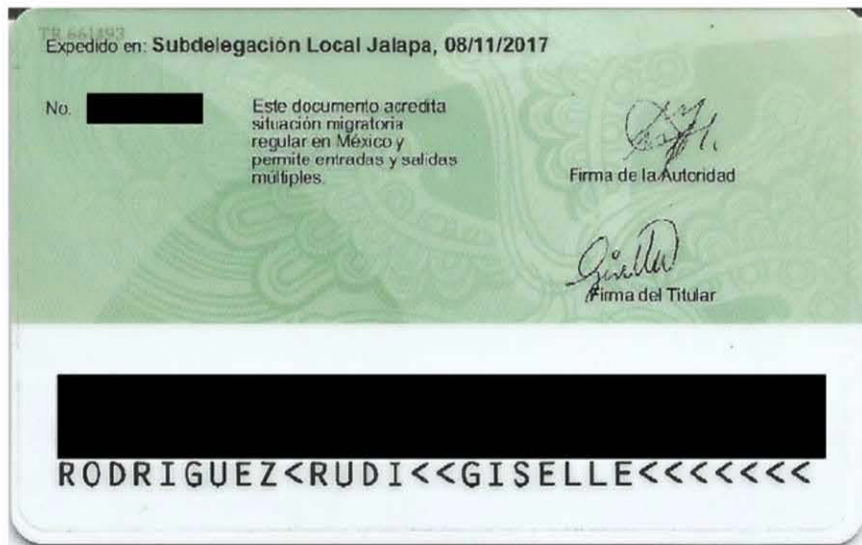 TR 661493
Expedido en: Subdelegación Local Jalapa, 08/11/2017
No.
Este documento acredita
situación migratoria
regular en México y
permite entradas y salidas
múltiples.
Firma de la Autoridad
Giselle
Firma del Titular
RODRIGUEZ<RUDI<<GISELLE<<<<<<<